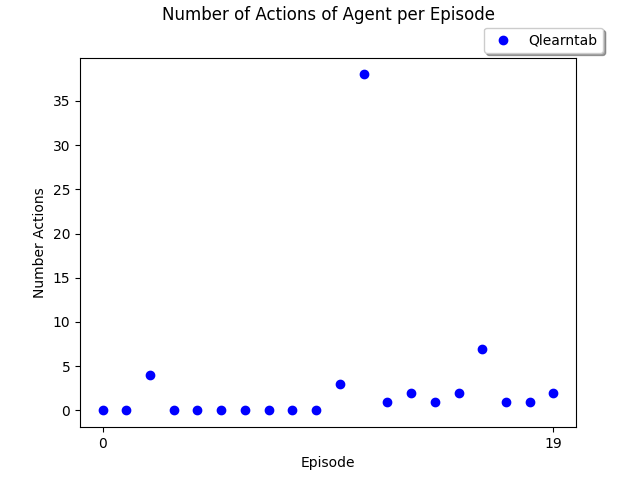 Number of Actions of Agent per Episode
Qlearntab
35
30
25
20
15
10
5
0
Number Actions
0 19
Episode